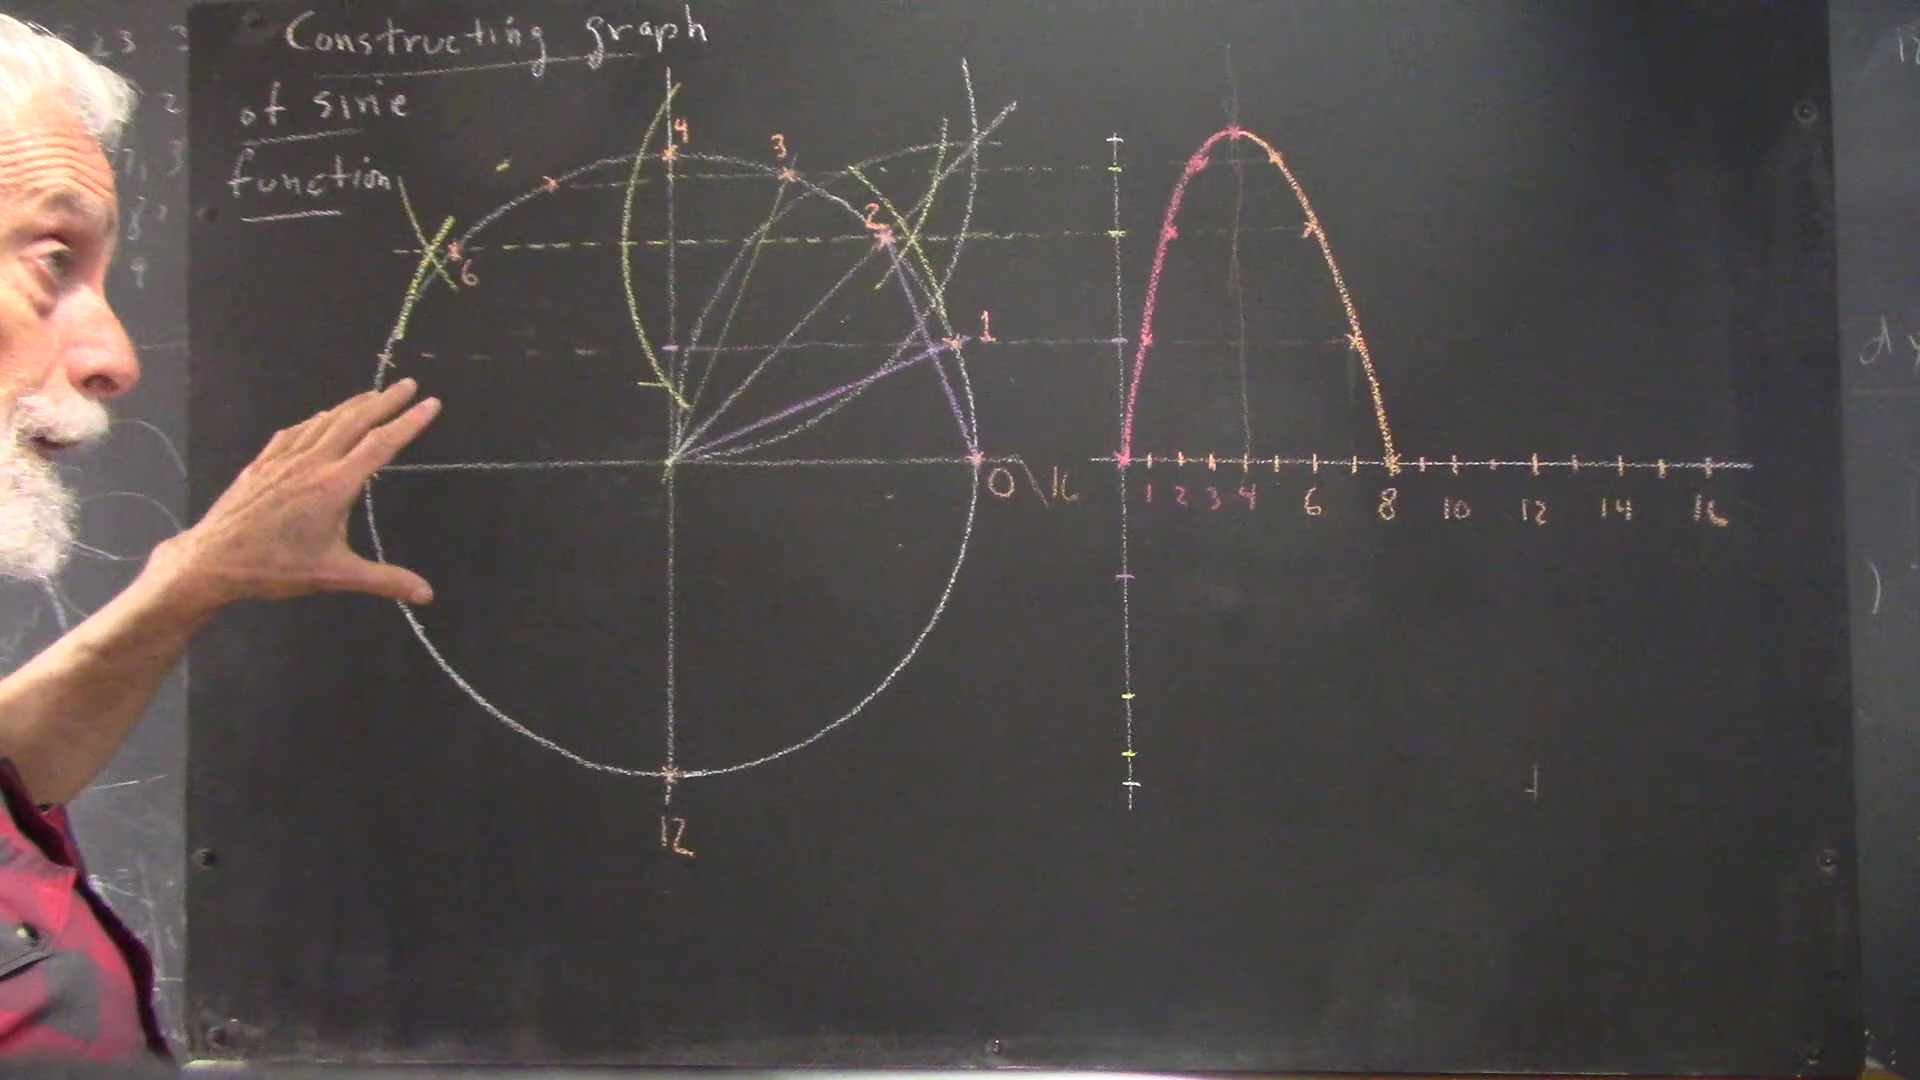 Constructing graph
of sine
function
4
3
2
6
1
0\16
1 2 3 4 6 8 10 12 14 16
12